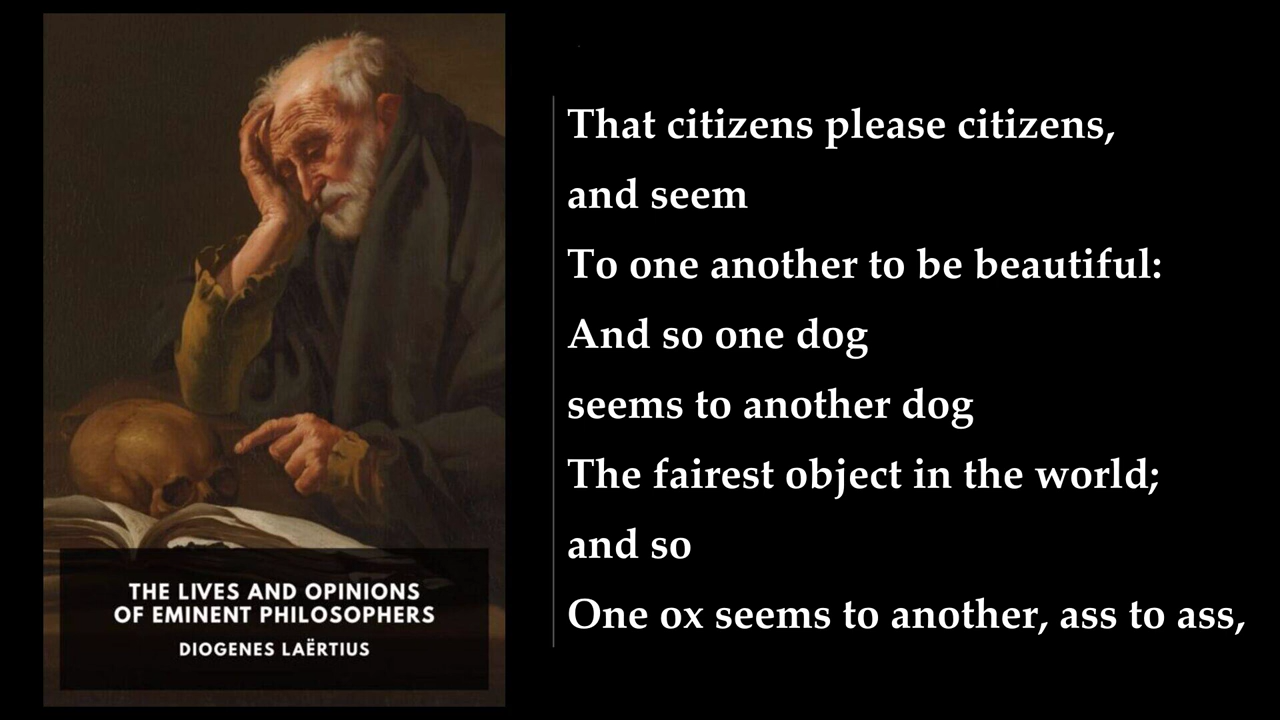 THE LIVES AND OPINIONS
OF EMINENT PHILOSOPHERS
DIOGENES LAËRTIUS
That citizens please citizens,
and seem
To one another to be beautiful:
And so one dog
seems to another dog
The fairest object in the world;
and so
One ox seems to another, ass to ass,